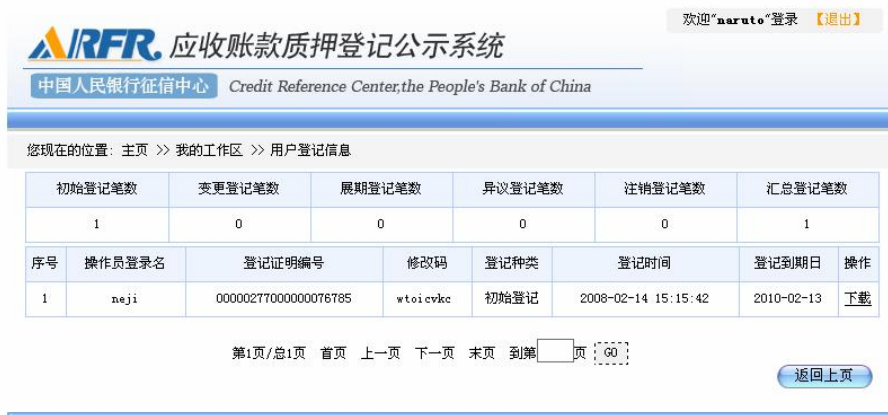 欢迎"naruto"登录 【退出】
ARFR 应收账款质押登记公示系统
中国人民银行征信中心 Credit Reference Center,the People's Bank of China
您现在的位置: 主页 >> 我的工作区 >> 用户登记信息
初始登记笔数 变更登记笔数 展期登记笔数 异议登记笔数 注销登记笔数 汇总登记笔数
1 0 0 0 0 1
序号 操作员登录名 登记证明编号 修改码 登记种类 登记时间 登记到期日 操作
1 neji 00000277000000076785 wtoicvkc 初始登记 2008-02-14 15:15:42 2010-02-13 下载
第1页/总1页 首页 上一页 下一页 末页 到第 页 GO
返回上页